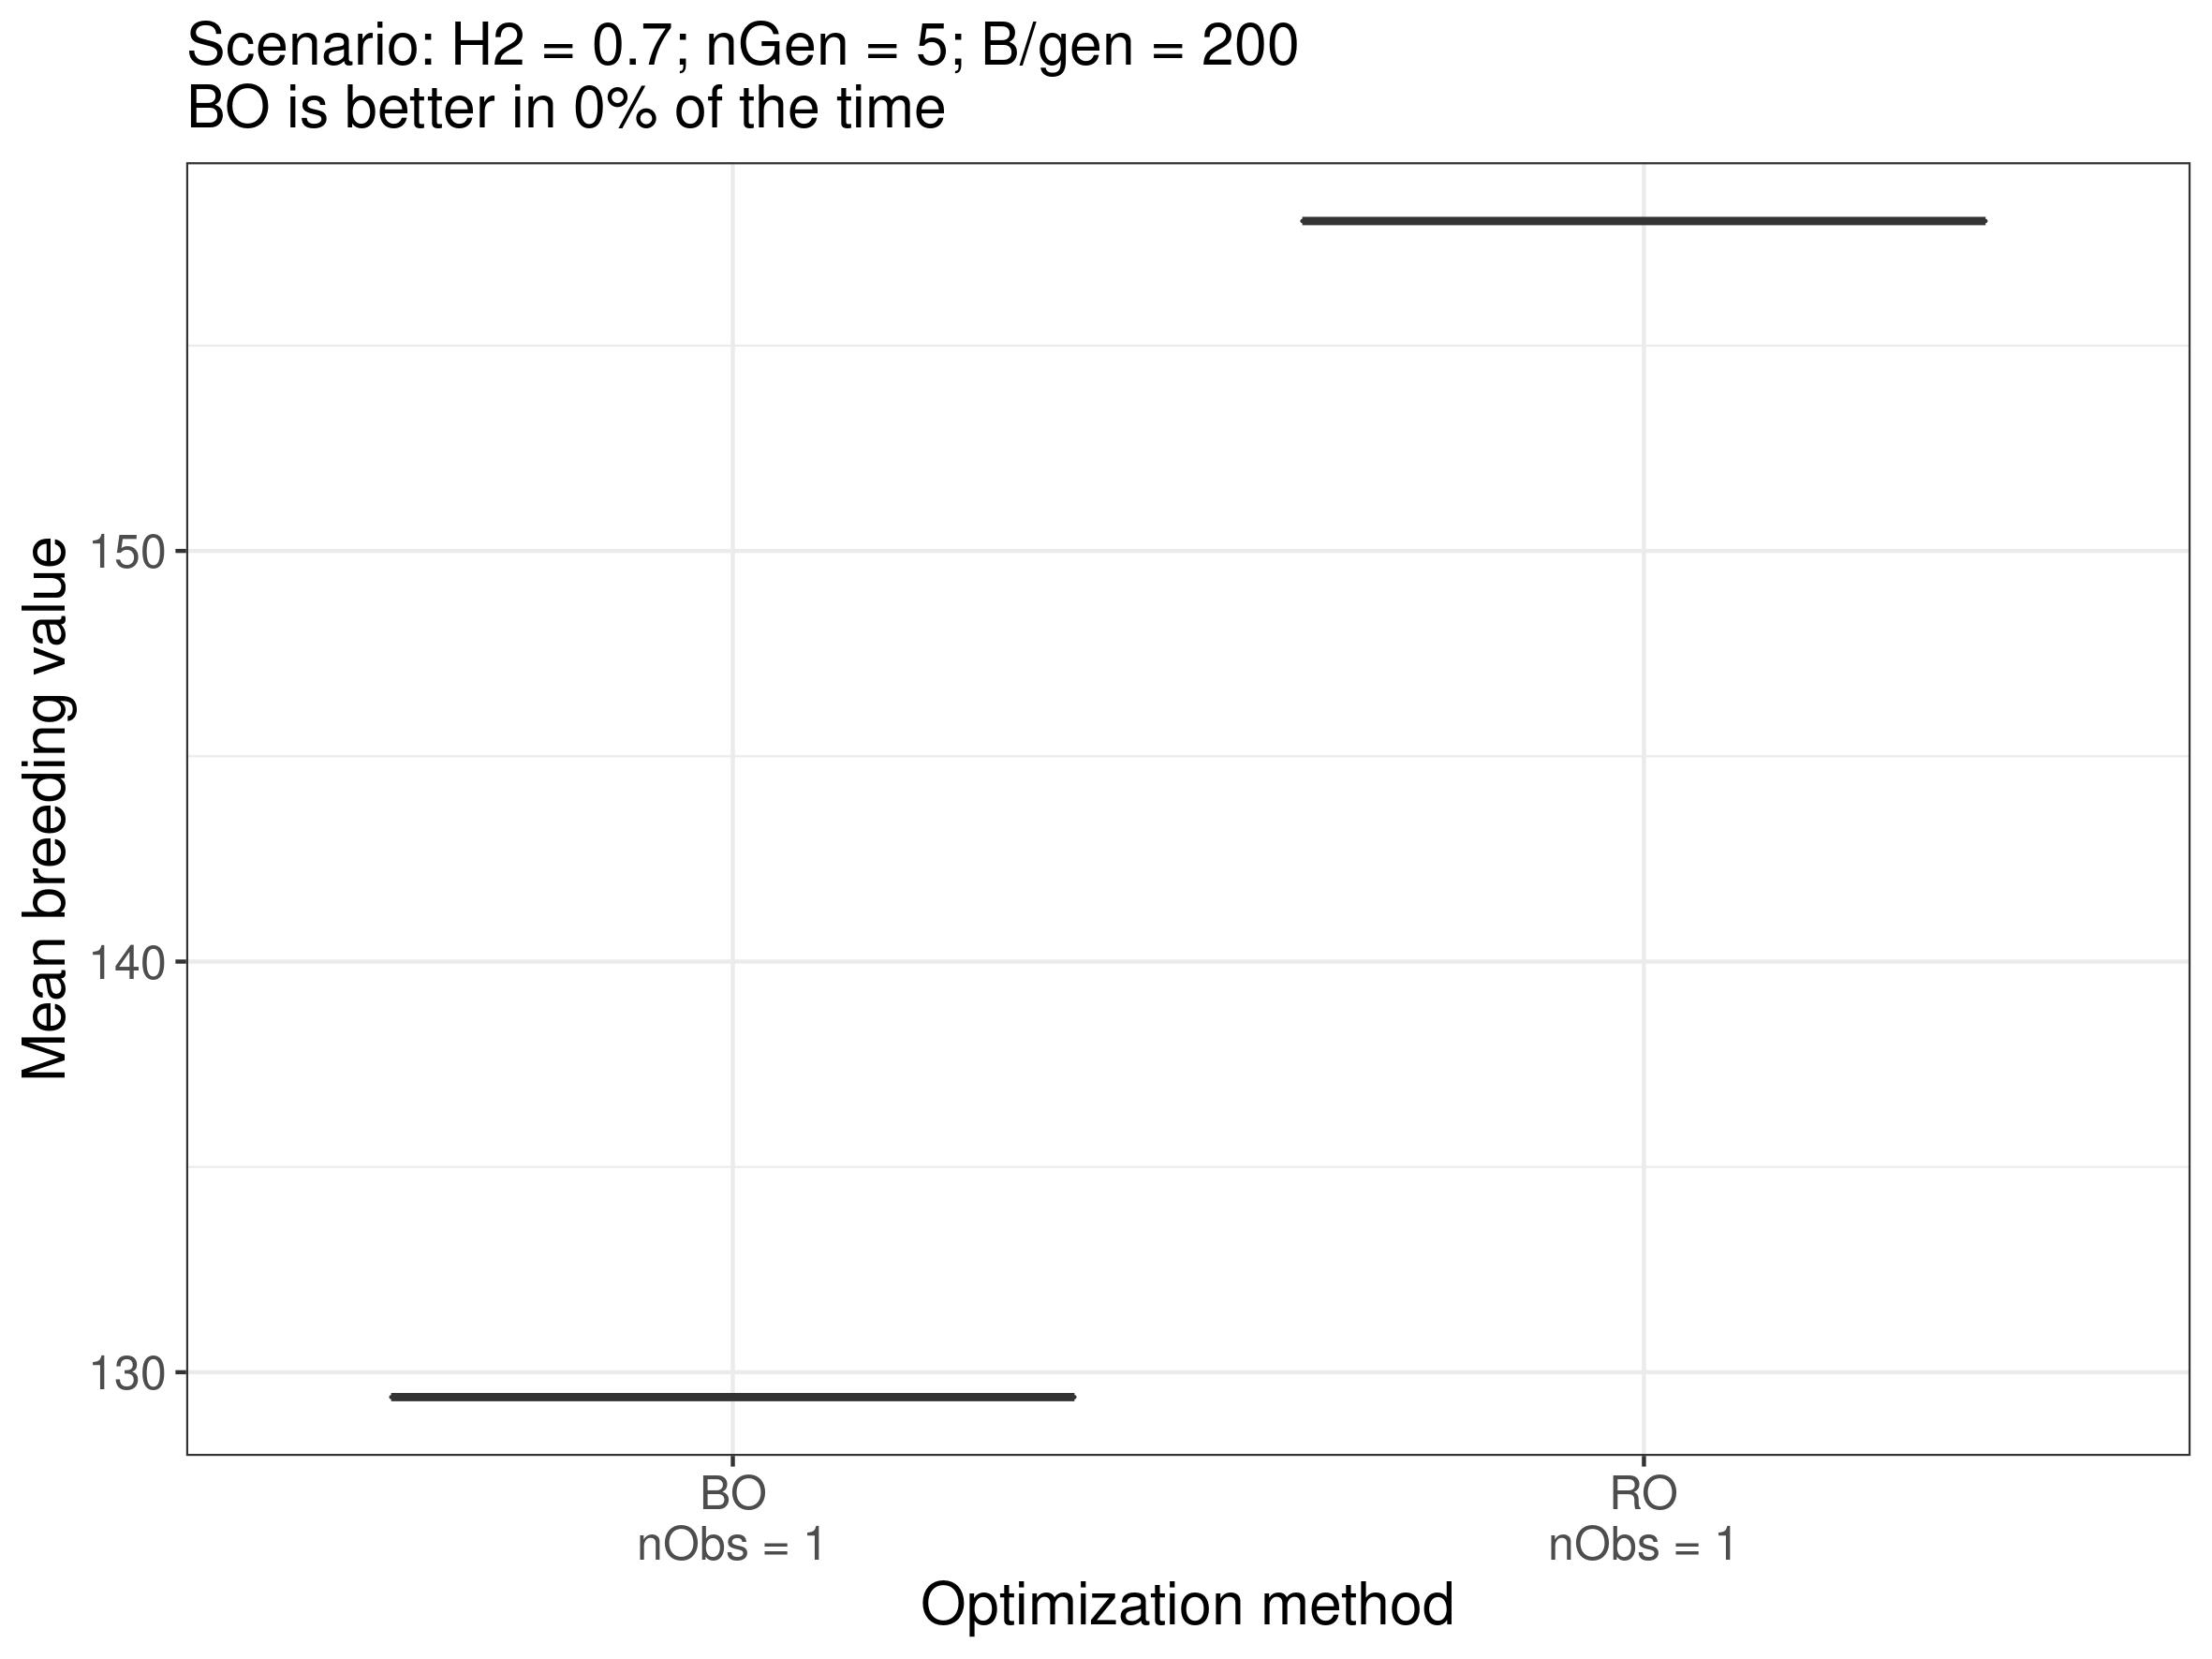 Scenario: H2 = 0.7; nGen = 5; B/gen = 200
BO is better in 0% of the time
Mean breeding value
150
140
130
BO
nObs = 1
RO
nObs = 1
Optimization method